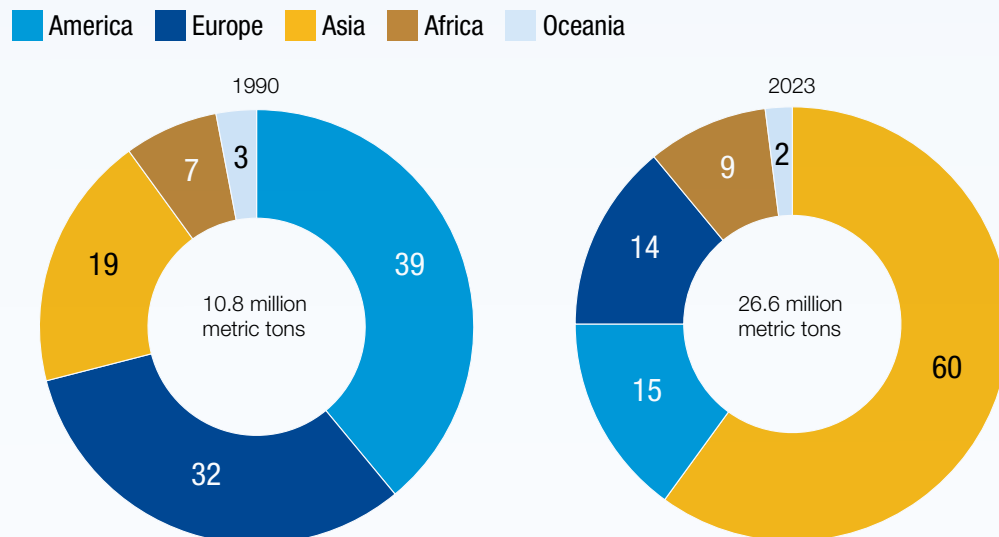 America Europe Asia Africa Oceania
1990
3
7
39
19
10.8 million
metric tons
32
2023
2
9
14
26.6 million
metric tons
60
15